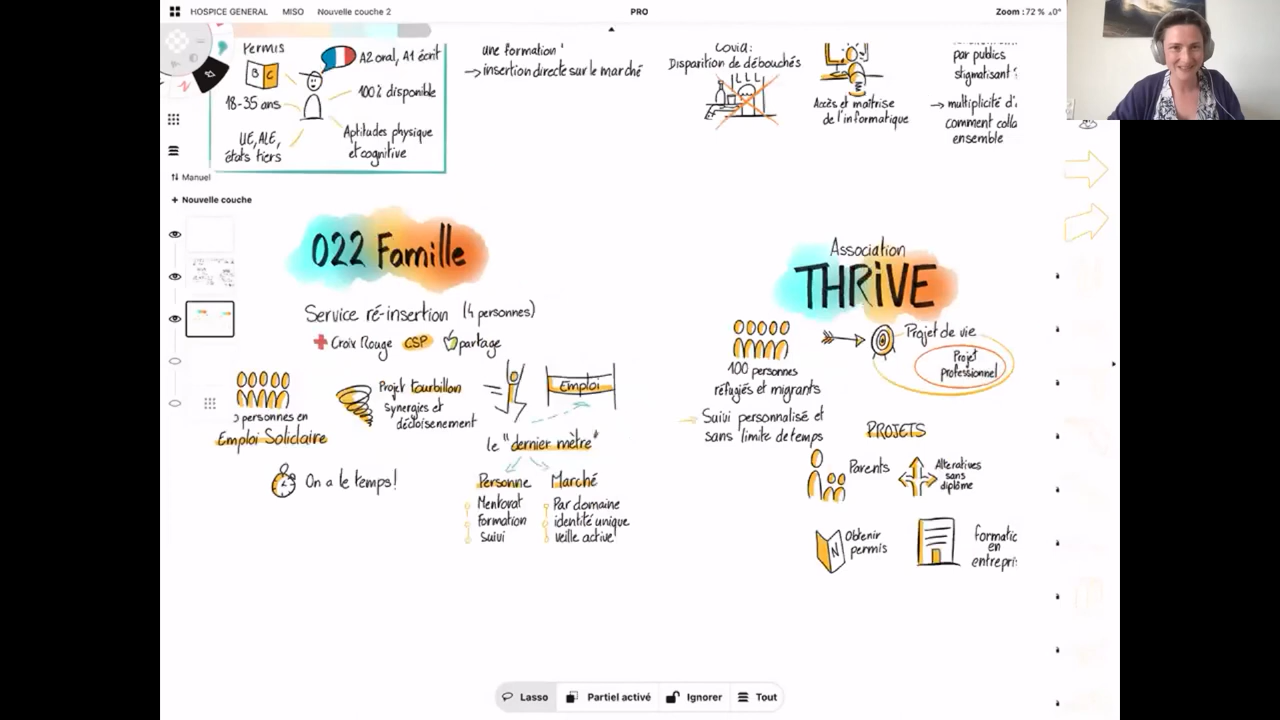 HOSPICE GENERAL
MISO
Nouvelle couche 2
PRO
Zoom : 72 % ⟂0°
Permis
B C
A2 oral, A1 écrit
18-35 ans
100% disponible
UE, ALE,
états tiers
Aptitudes physique
et cognitive
une formation
→ insertion directe sur le marché
Covid:
Disparition de débouchés
Accès et maîtrise
de l'informatique
par publics
stigmatisant
→ multiplicité d'
comment colla
ensemble
Manuel
+ Nouvelle couche
022 Famille
Service ré-insertion (4 personnes)
Croix Rouge CSP partage
personnes en
Emploi Solidaire
Projet tourbillon
Synergies et
décloisenement
Emploi
le "dernier mètre"
On a le temps!
Personne
Mentorat
Formation
Suivi
Marché
Par domaine
identité unique
veille active
Association
THRiVE
100 personnes
réfugiés et migrants
→ Suivi personnalisé et
sans limite de temps
Projet de vie
Projet
professionnel
PROJETS
Parents
Alteratives
sans
diplôme
N
Obtenir
permis
Formatio
en
entrepri
Lasso
Partiel activé
Ignorer
Tout